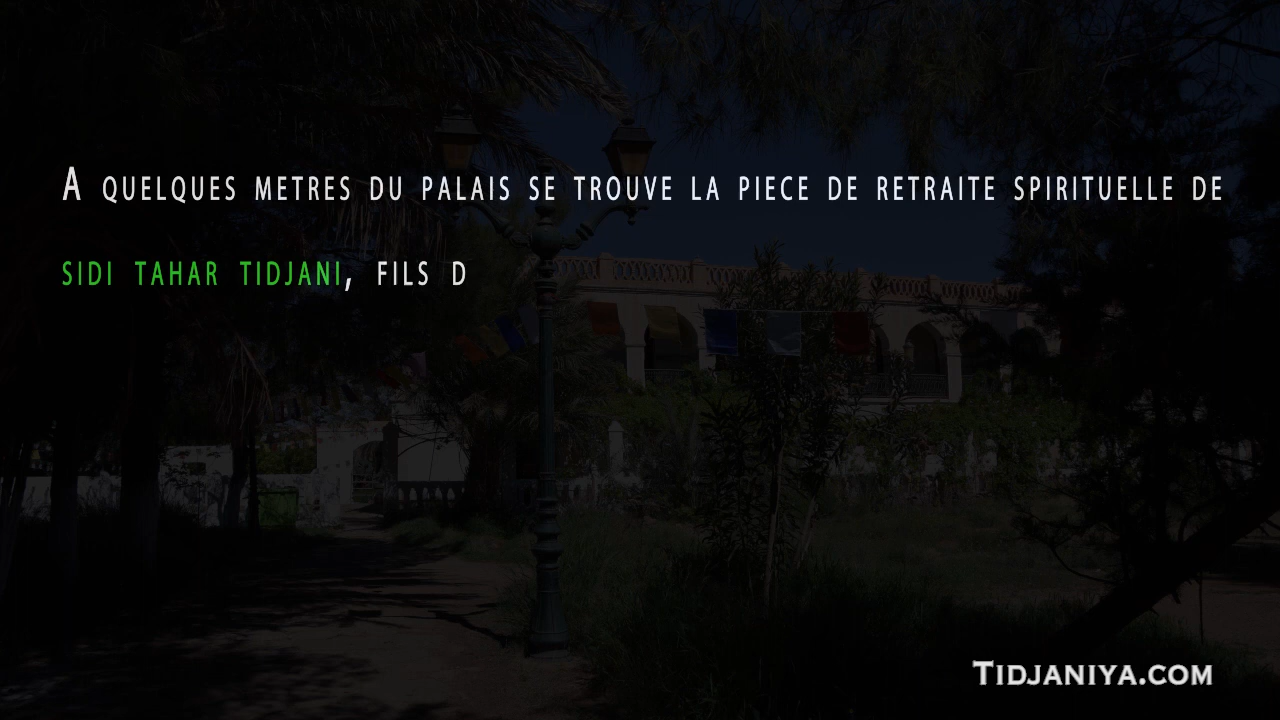 A QUELQUES METRES DU PALAIS SE TROUVE LA PIECE DE RETRAITE SPIRITUELLE DE
SIDI TAHAR TIDJANI, FILS D
TIDJANIYA.COM